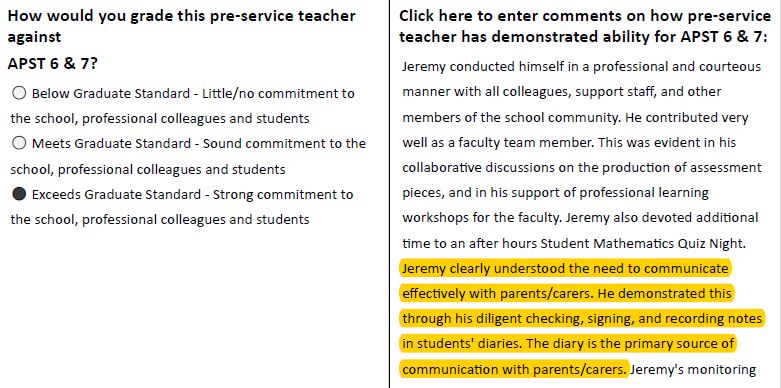 How would you grade this pre-service teacher
against
APST 6 & 7?
Below Graduate Standard - Little/no commitment to
the school, professional colleagues and students
Meets Graduate Standard - Sound commitment to the
school, professional colleagues and students
Exceeds Graduate Standard - Strong commitment to
the school, professional colleagues and students
Click here to enter comments on how pre-service
teacher has demonstrated ability for APST 6 & 7:
Jeremy conducted himself in a professional and courteous
manner with all colleagues, support staff, and other
members of the school community. He contributed very
well as a faculty team member. This was evident in his
collaborative discussions on the production of assessment
pieces, and in his support of professional learning
workshops for the faculty. Jeremy also devoted additional
time to an after hours Student Mathematics Quiz Night.
Jeremy clearly understood the need to communicate
effectively with parents/carers. He demonstrated this
through his diligent checking, signing, and recording notes
in students' diaries. The diary is the primary source of
communication with parents/carers. Jeremy's monitoring